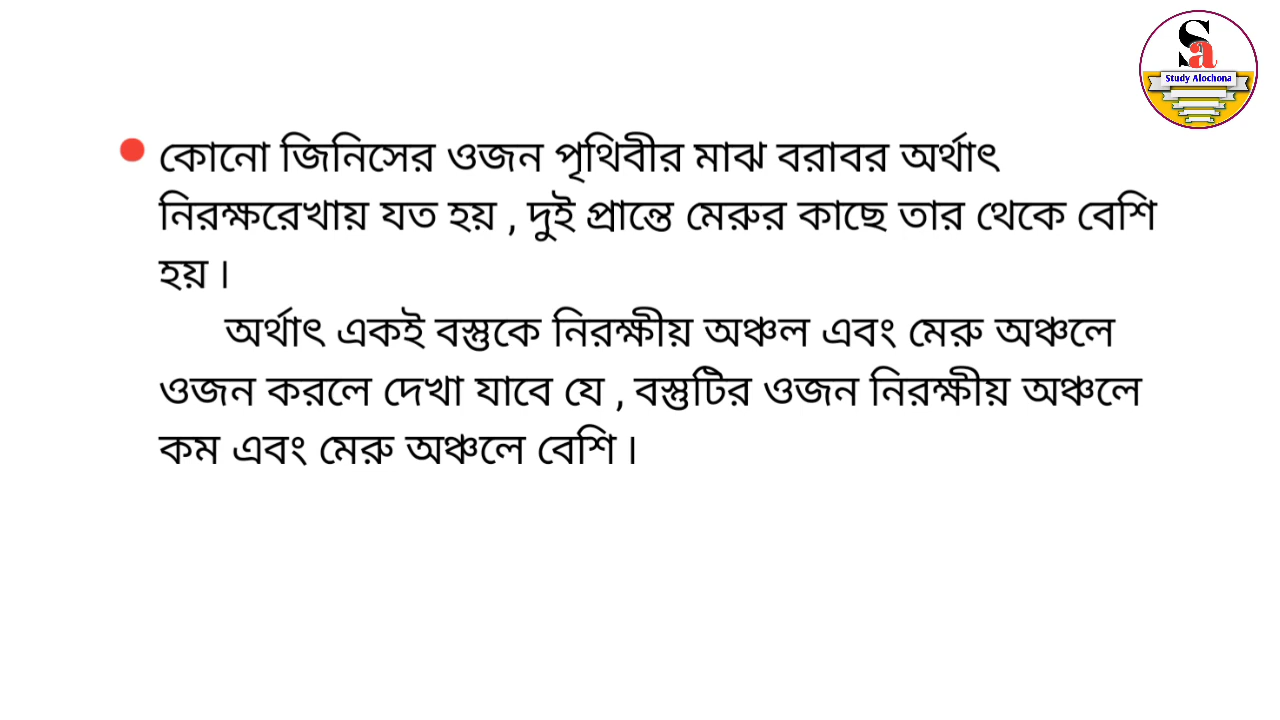 Sa
Study Alochona
কোনো জিনিসের ওজন পৃথিবীর মাঝ বরাবর অর্থাৎ
নিরক্ষরেখায় যত হয় , দুই প্রান্তে মেরুর কাছে তার থেকে বেশি
হয় ।
অর্থাৎ একই বস্তুকে নিরক্ষীয় অঞ্চল এবং মেরু অঞ্চলে
ওজন করলে দেখা যাবে যে , বস্তুটির ওজন নিরক্ষীয় অঞ্চলে
কম এবং মেরু অঞ্চলে বেশি ।